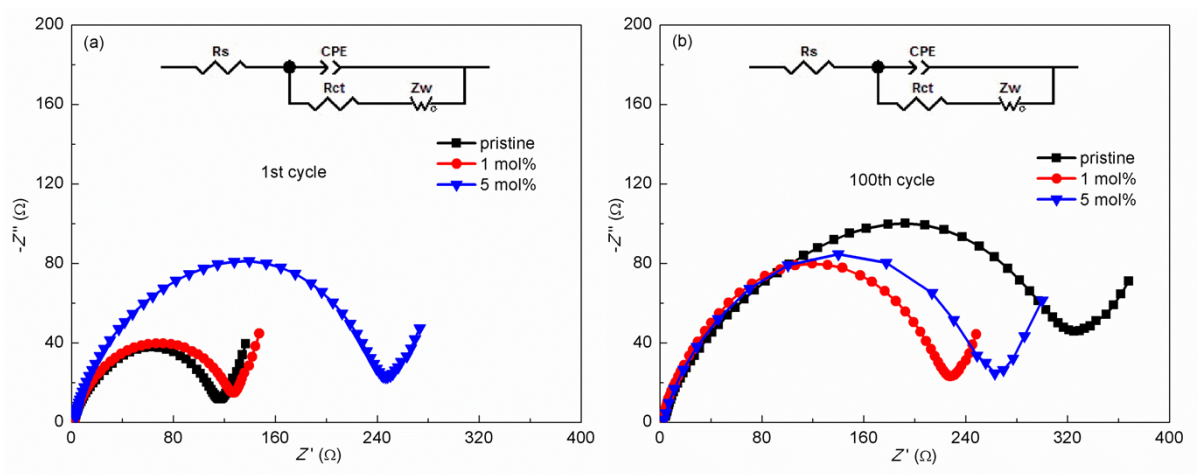 (a)
Rs
CPE
Rct
Zw
pristine
1 mol%
5 mol%
1st cycle
-Z'' (Ω)
200
160
120
80
40
0
0
80
160
240
320
400
Z' (Ω)
(b)
Rs
CPE
Rct
Zw
pristine
1 mol%
5 mol%
100th cycle
-Z'' (Ω)
200
160
120
80
40
0
0
80
160
240
320
400
Z' (Ω)